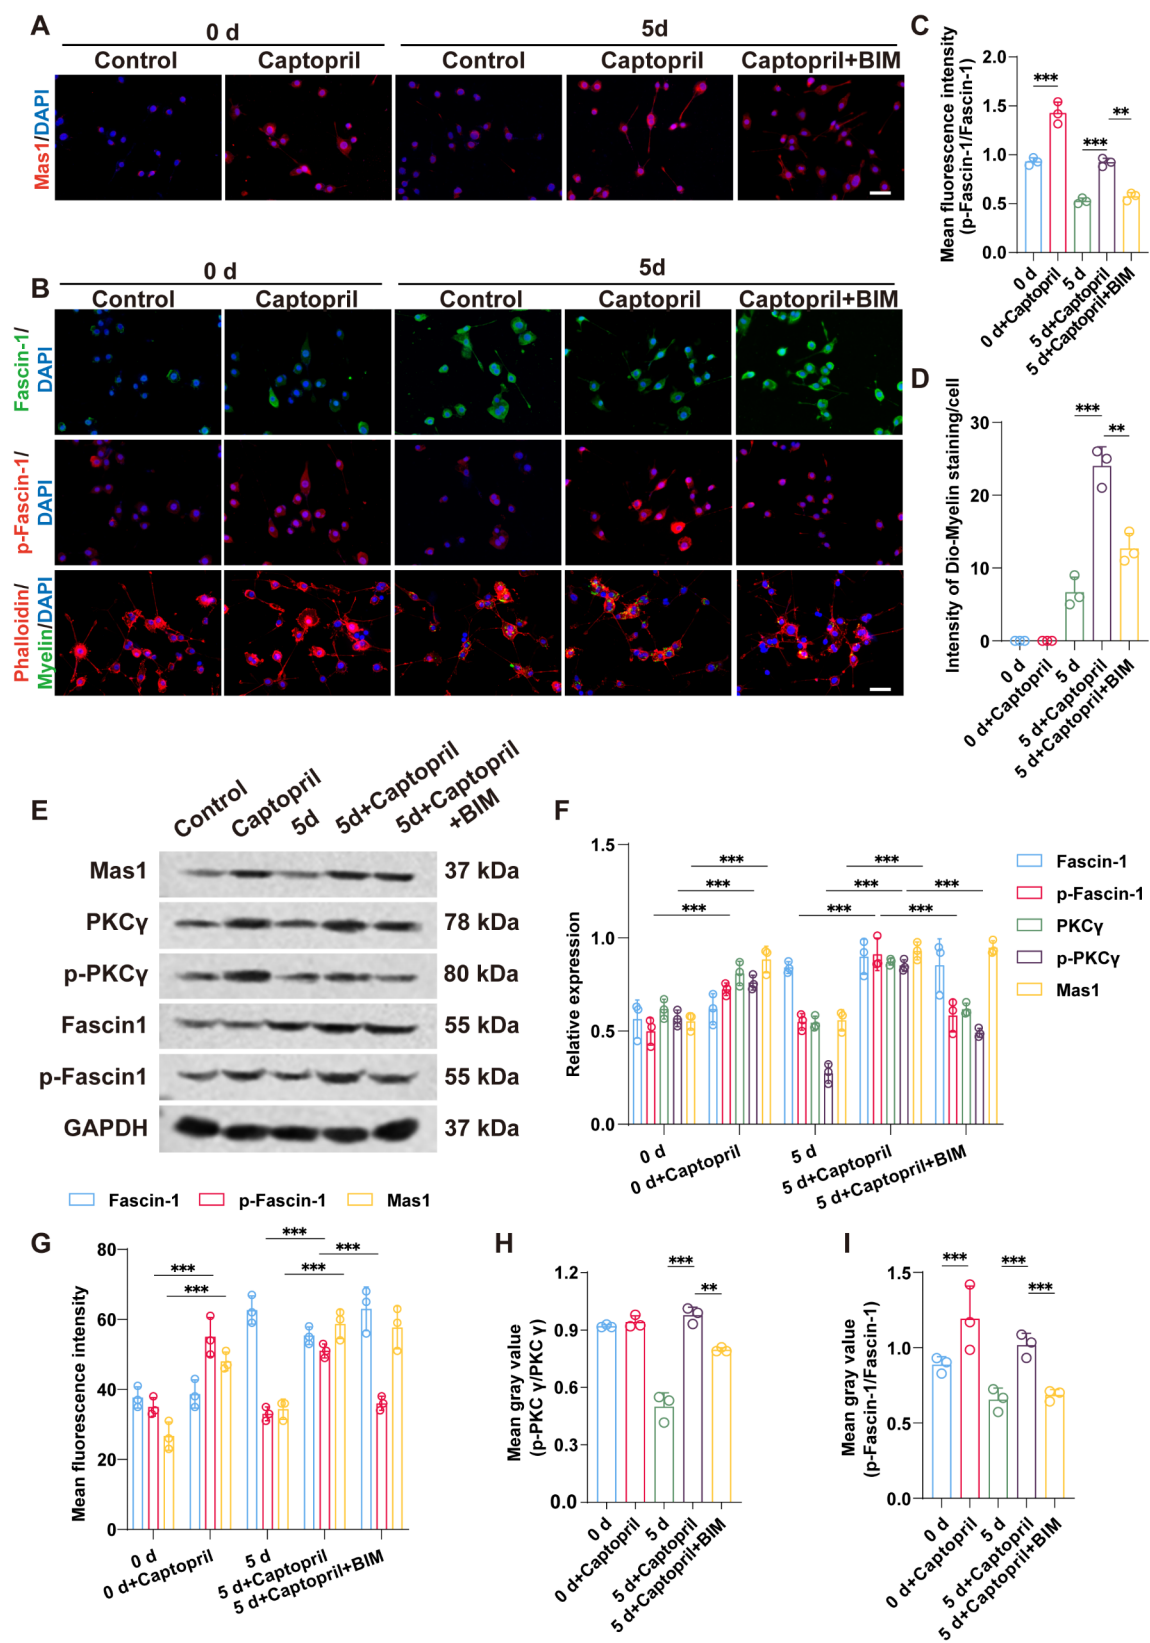 A
0 d
5d
Control
Captopril
Control
Captopril
Captopril+BIM
Mas1/DAPI
B
0 d
5d
Control
Captopril
Control
Captopril
Captopril+BIM
Fascin-1/
DAPI
p-Fascin-1/
DAPI
Phalloidin/
Myelin/DAPI
C
Mean fluorescence intensity
(p-Fascin-1/Fascin-1)
2.0
1.5
1.0
0.5
0.0
***
***
**
0 d
0 d+Captopril
5 d
5 d+Captopril
5 d+Captopril+BIM
D
Intensity of Dio-Myelin staining/cell
30
20
10
0
***
**
0 d
0 d+Captopril
5 d
5 d+Captopril
5 d+Captopril+BIM
E
Control
Captopril
5d
5d+Captopril
5d+Captopril
+BIM
Mas1
37 kDa
PKCγ
78 kDa
p-PKCγ
80 kDa
Fascin1
55 kDa
p-Fascin1
55 kDa
GAPDH
37 kDa
F
Relative expression
1.5
1.0
0.5
0.0
***
***
***
***
***
***
***
***
0 d
0 d+Captopril
5 d
5 d+Captopril
5 d+Captopril+BIM
Fascin-1
p-Fascin-1
PKCγ
p-PKCγ
Mas1
Fascin-1
p-Fascin-1
Mas1
G
Mean fluorescence intensity
80
60
40
20
0
***
***
***
***
***
0 d
0 d+Captopril
5 d
5 d+Captopril
5 d+Captopril+BIM
H
Mean gray value
(p-PKC γ/PKC γ)
1.2
0.9
0.6
0.3
0.0
***
**
0 d
0 d+Captopril
5 d
5 d+Captopril
5 d+Captopril+BIM
I
Mean gray value
(p-Fascin-1/Fascin-1)
1.5
1.0
0.5
0.0
***
***
***
0 d
0 d+Captopril
5 d
5 d+Captopril
5 d+Captopril+BIM